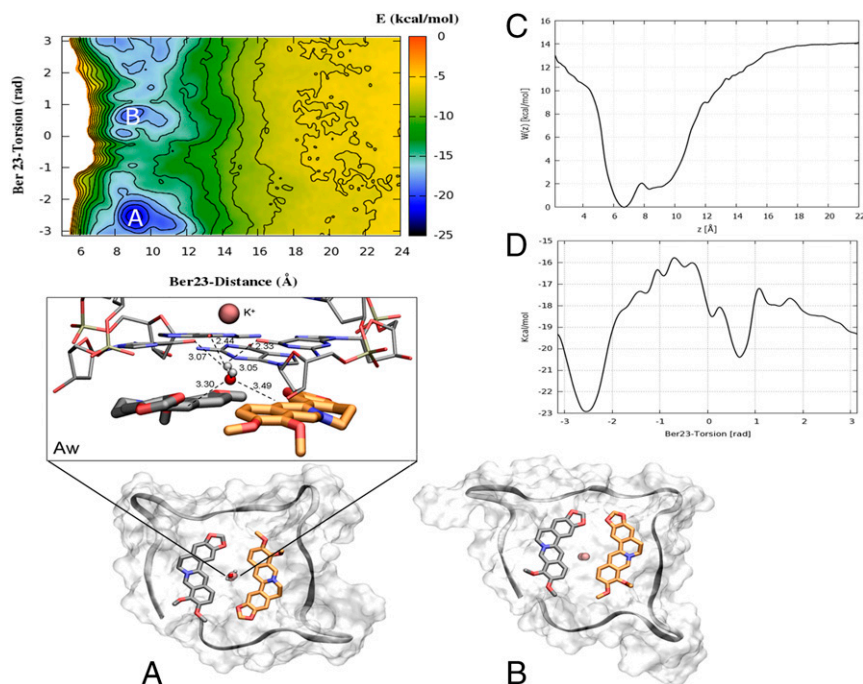 E (kcal/mol)
3
2
1
0
-1
-2
-3
Ber 23-Torsion (rad)
B
A
0
-5
-10
-15
-20
-25
6 8 10 12 14 16 18 20 22 24
Ber23-Distance (Å)
C
16
14
12
10
8
6
4
2
0
W(z) [kcal/mol]
4 6 8 10 12 14 16 18 20 22
z [Å]
D
-15
-16
-17
-18
-19
-20
-21
-22
-23
Kcal/mol
-3 -2 -1 0 1 2 3
Ber23-Torsion [rad]
K+
2.44
2.33
3.07
3.05
3.30
3.49
Aw
A
B